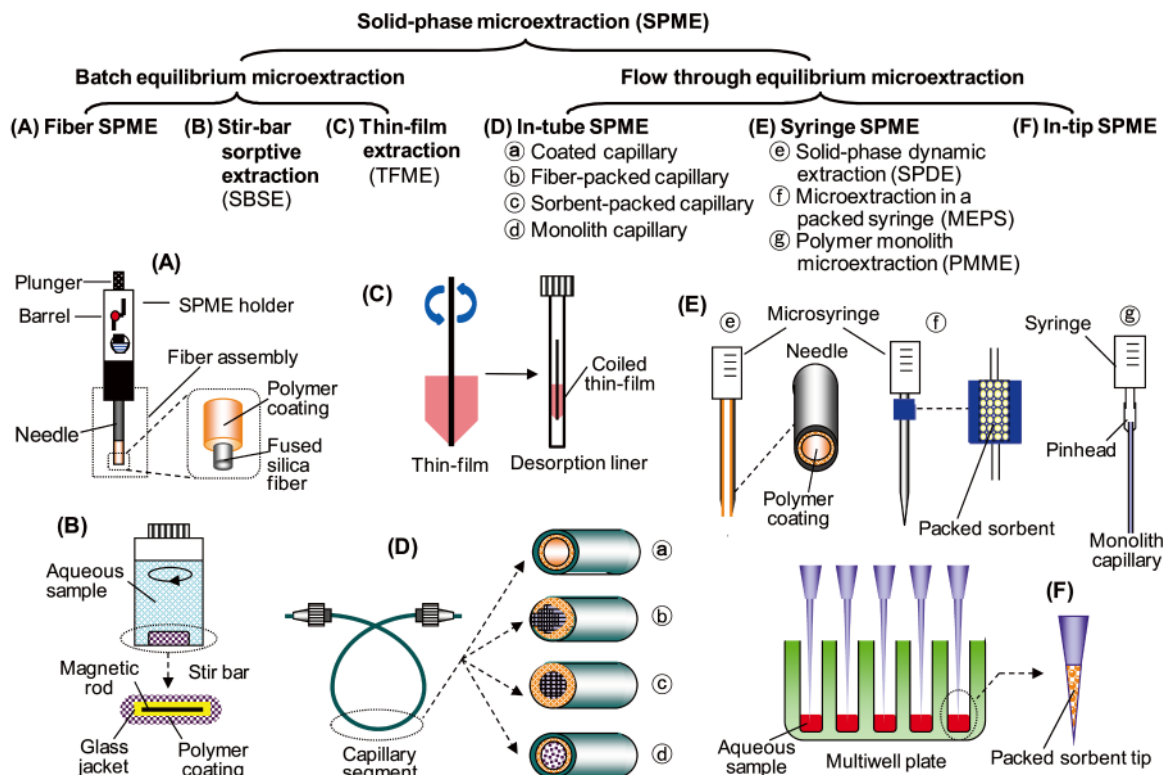 Solid-phase microextraction (SPME)
Batch equilibrium microextraction
Flow through equilibrium microextraction
(A) Fiber SPME
(B) Stir-bar
sorptive
extraction
(SBSE)
(C) Thin-film
extraction
(TFME)
(D) In-tube SPME
ⓐ Coated capillary
ⓑ Fiber-packed capillary
ⓒ Sorbent-packed capillary
ⓓ Monolith capillary
(E) Syringe SPME
ⓔ Solid-phase dynamic
extraction (SPDE)
ⓕ Microextraction in a
packed syringe (MEPS)
ⓖ Polymer monolith
microextraction (PMME)
(F) In-tip SPME
(A)
Plunger
Barrel
SPME holder
Fiber assembly
Polymer
coating
Needle
Fused
silica
fiber
(C)
Coiled
thin-film
Thin-film
Desorption liner
(E)
ⓔ
Microsyringe
ⓕ
Needle
Polymer
coating
Packed sorbent
Syringe
ⓖ
Pinhead
Monolith
capillary
(B)
Aqueous
sample
Magnetic
rod
Stir bar
Glass
jacket
Polymer
coating
(D)
Capillary
segment
ⓐ
ⓑ
ⓒ
ⓓ
(F)
Aqueous
sample
Multiwell plate
Packed sorbent tip